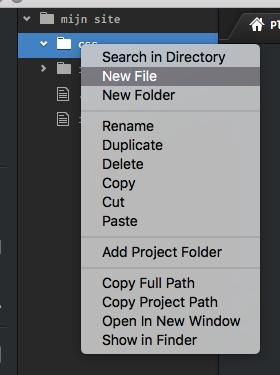 mijn site
css
Search in Directory
New File
New Folder
Rename
Duplicate
Delete
Copy
Cut
Paste
Add Project Folder
Copy Full Path
Copy Project Path
Open In New Window
Show in Finder